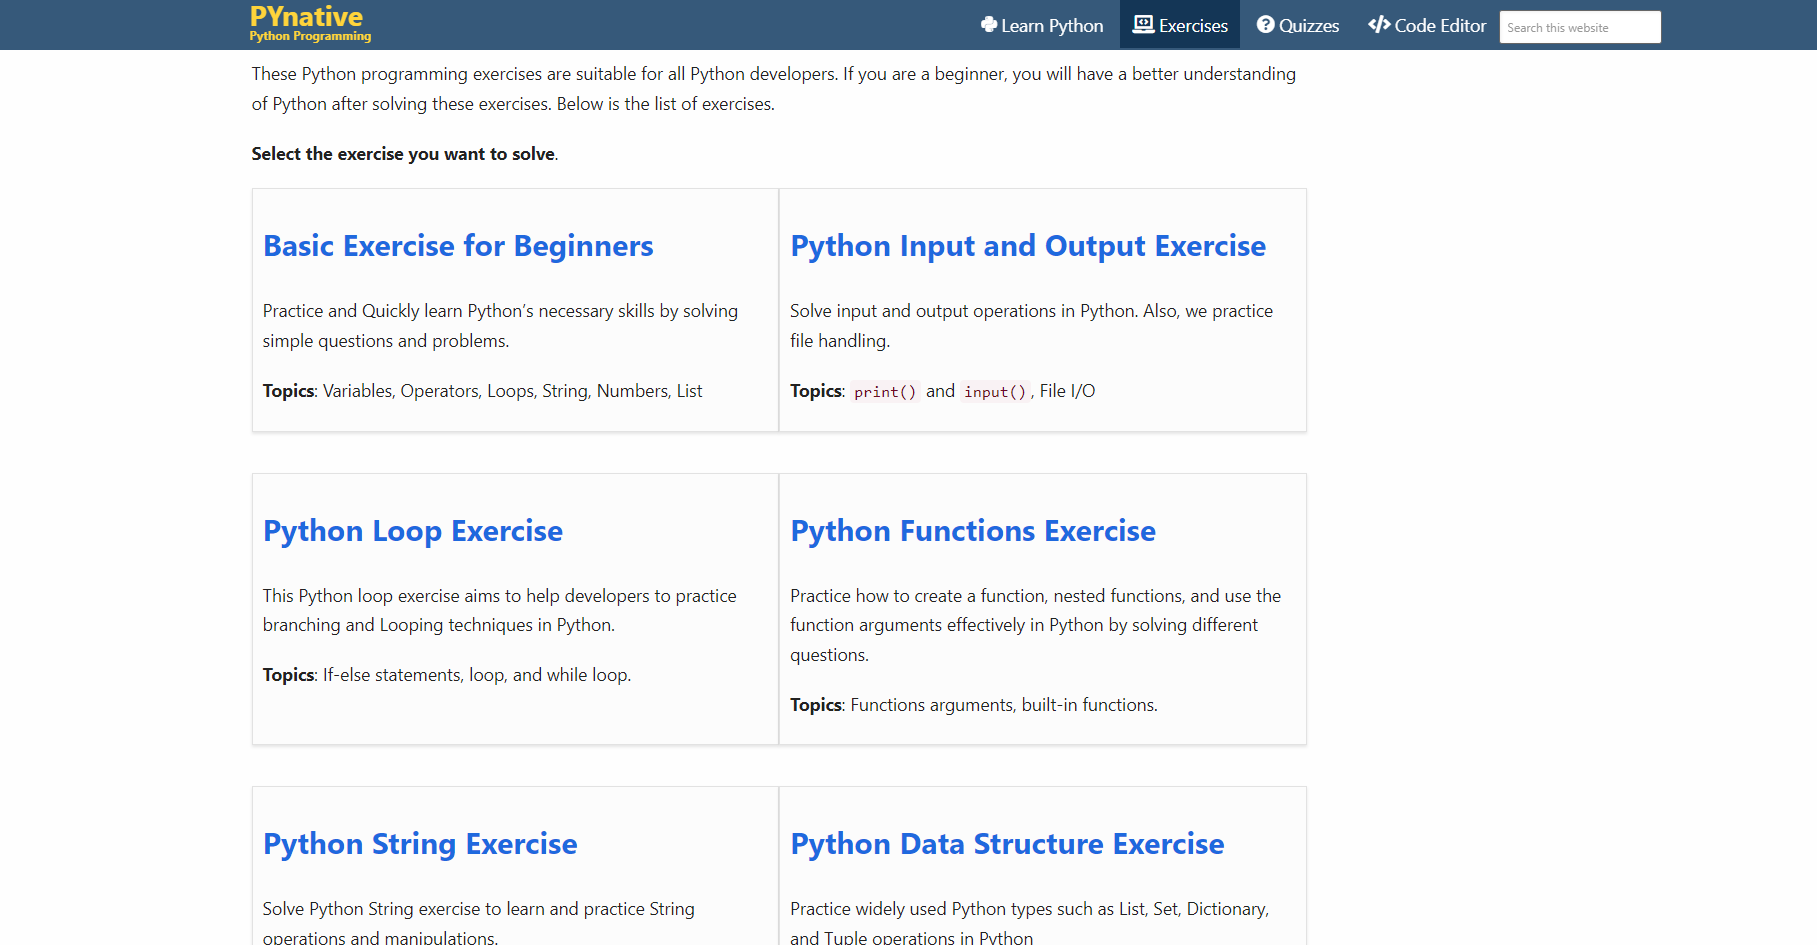 PYnative
Python Programming
Learn Python
Exercises
Quizzes
Code Editor
Search this website
These Python programming exercises are suitable for all Python developers. If you are a beginner, you will have a better understanding
of Python after solving these exercises. Below is the list of exercises.
Select the exercise you want to solve.
Basic Exercise for Beginners
Practice and Quickly learn Python’s necessary skills by solving
simple questions and problems.
Topics: Variables, Operators, Loops, String, Numbers, List
Python Input and Output Exercise
Solve input and output operations in Python. Also, we practice
file handling.
Topics: print() and input(), File I/O
Python Loop Exercise
This Python loop exercise aims to help developers to practice
branching and Looping techniques in Python.
Topics: If-else statements, loop, and while loop.
Python Functions Exercise
Practice how to create a function, nested functions, and use the
function arguments effectively in Python by solving different
questions.
Topics: Functions arguments, built-in functions.
Python String Exercise
Solve Python String exercise to learn and practice String
operations and manipulations.
Python Data Structure Exercise
Practice widely used Python types such as List, Set, Dictionary,
and Tuple operations in Python